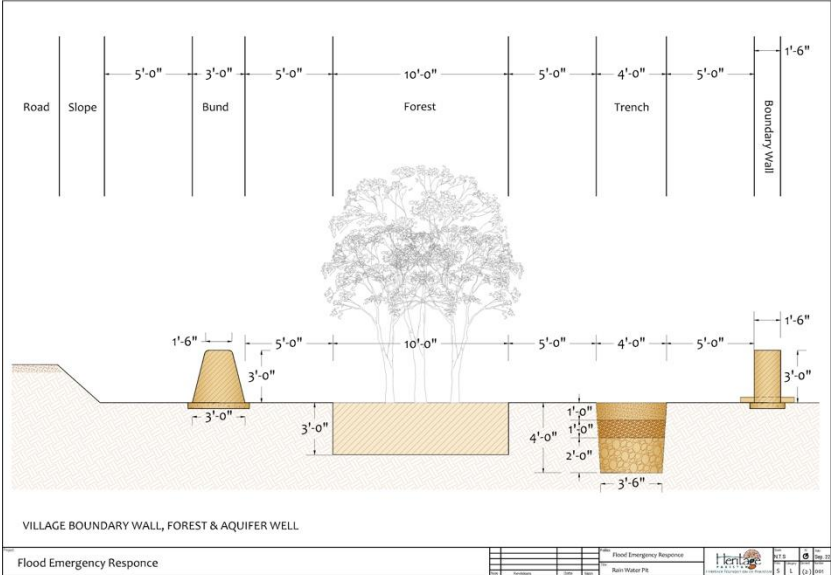 1'-6"
5'-0" 3'-0" 5'-0" 10'-0" 5'-0" 4'-0" 5'-0"
Road Slope Bund Forest Trench
Boundary Wall
1'-6"
1'-6" 5'-0" 10'-0" 5'-0" 4'-0" 5'-0"
3'-0" 3'-0"
3'-0"
3'-0" 4'-0" 1'-0"
1'-0"
2'-0"
3'-6"
VILLAGE BOUNDARY WALL, FOREST & AQUIFER WELL
Flood Emergency Responce
Flood Emergency Responce
Rain Water Pit
Heritage
N.T.S
Sep. 22
S L 001